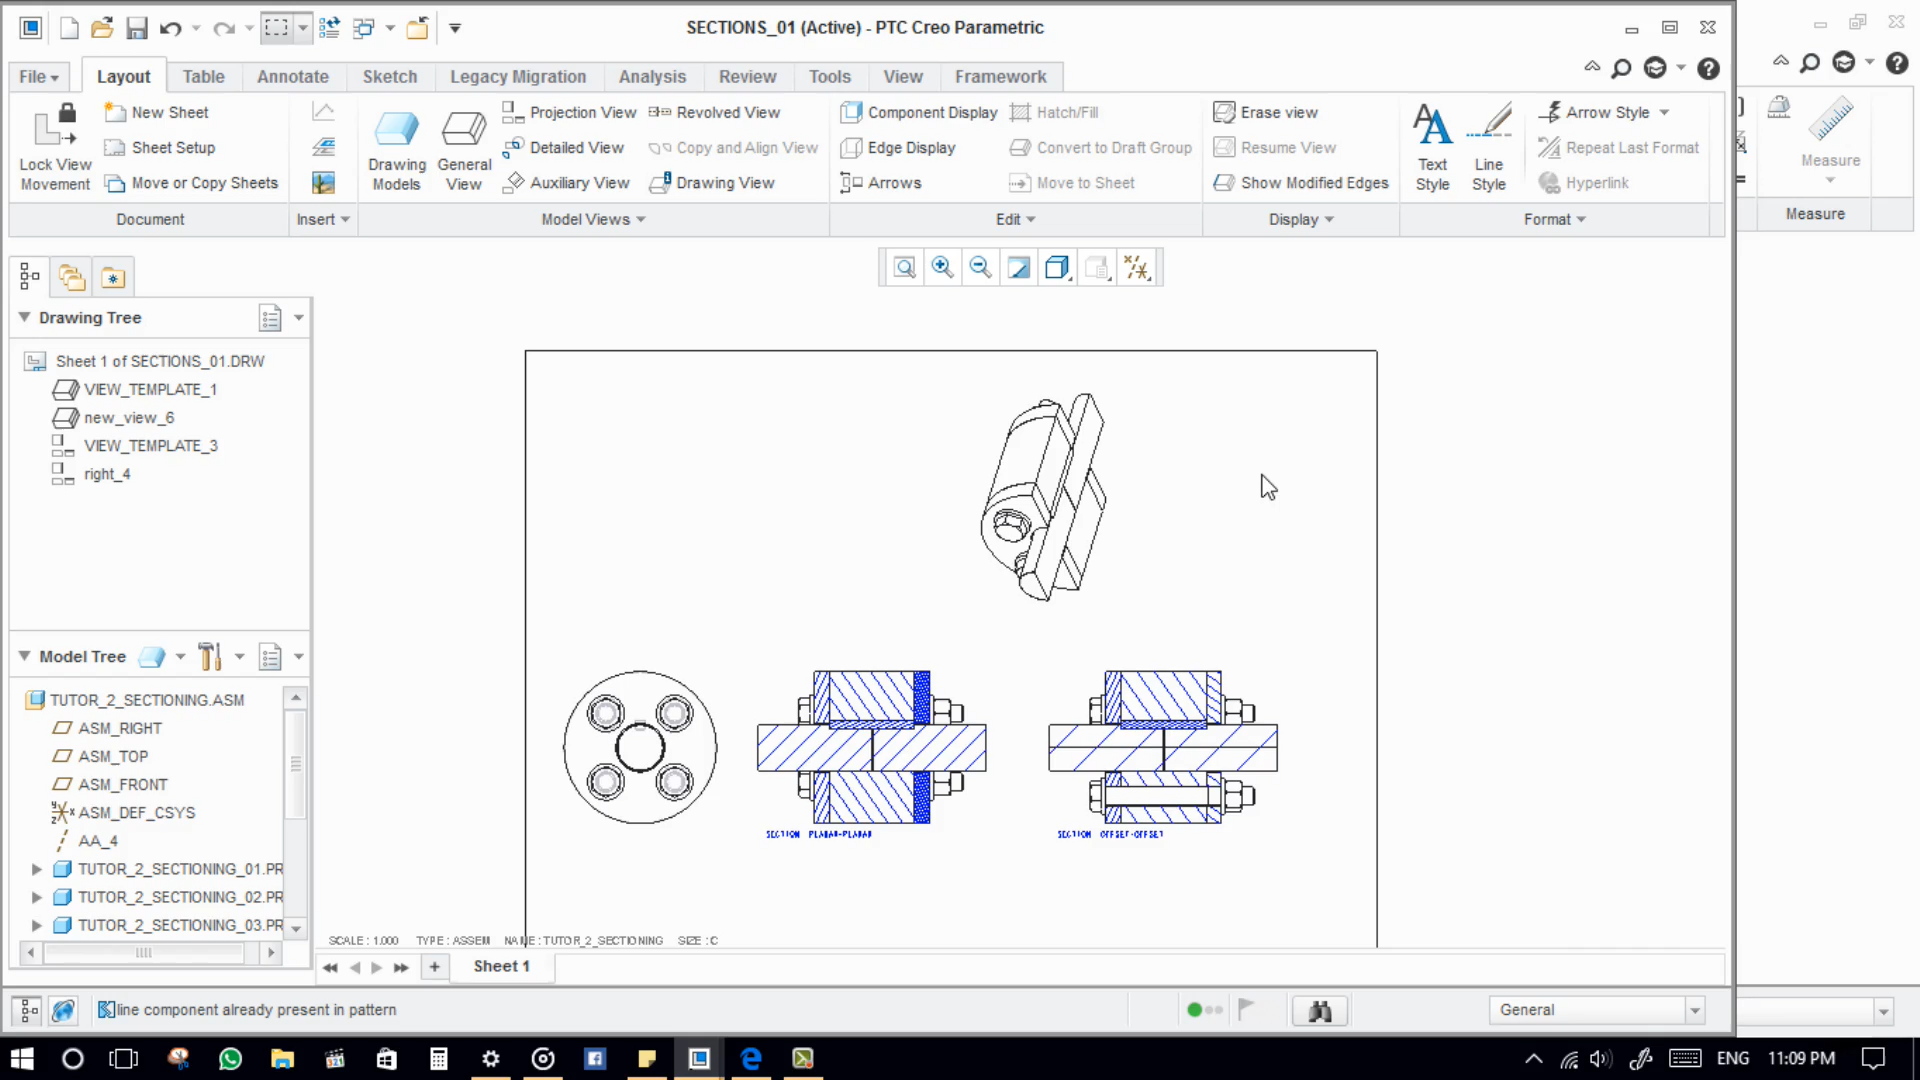 SECTIONS_01 (Active) - PTC Creo Parametric
File Layout Table Annotate Sketch Legacy Migration Analysis Review Tools View Framework
Lock View Movement
New Sheet
Sheet Setup
Move or Copy Sheets
Document
Insert
Drawing Models
General View
Projection View
Detailed View
Auxiliary View
Revolved View
Copy and Align View
Drawing View
Model Views
Component Display
Edge Display
Arrows
Hatch/Fill
Convert to Draft Group
Move to Sheet
Edit
Erase view
Resume View
Show Modified Edges
Display
Text Style
Line Style
Arrow Style
Repeat Last Format
Hyperlink
Format
Measure
Measure
Drawing Tree
Sheet 1 of SECTIONS_01.DRW
VIEW_TEMPLATE_1
new_view_6
VIEW_TEMPLATE_3
right_4
Model Tree
TUTOR_2_SECTIONING.ASM
ASM_RIGHT
ASM_TOP
ASM_FRONT
ASM_DEF_CSYS
AA_4
TUTOR_2_SECTIONING_01.PR
TUTOR_2_SECTIONING_02.PR
TUTOR_2_SECTIONING_03.PR
SECTION PLANAR-PLANAR
SECTION OFFSET-OFFSET
SCALE : 1.000 TYPE : ASSEM NAME : TUTOR_2_SECTIONING SIZE : C
Sheet 1
line component already present in pattern
General
ENG 11:09 PM